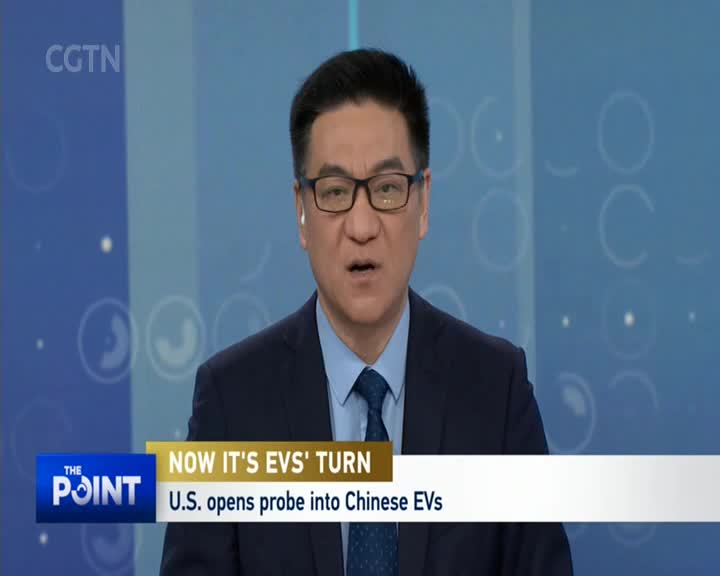 CGTN
NOW IT'S EVS' TURN
THE
POINT
U.S. opens probe into Chinese EVs